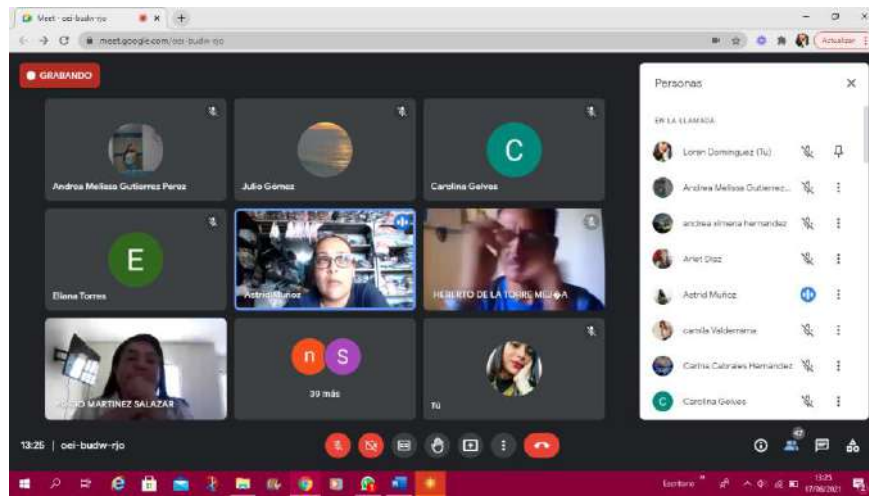 Meet - oei-budw-rjo
meet.google.com/oei-budw-rjo
Actualizar
GRABANDO
Andrea Melissa Gutierrez Perez
Julio Gómez
Carolina Gelves
C
E
Eliana Torres
Astrid Muñoz
HERIBERTO DE LA TORRE MEJ�A
MARTINEZ SALAZAR
n S
39 más
Tú
Personas
EN LA LLAMADA
Loren Dominguez (Tú)
Andrea Melissa Gutierrez...
andrea ximena hernandez
Ariet Diaz
Astrid Muñoz
camila Valderrama
Carina Cabrales Hernandez
C
Carolina Gelves
13:25 | oei-budw-rjo
47
Escritorio
13:25
17/06/2021